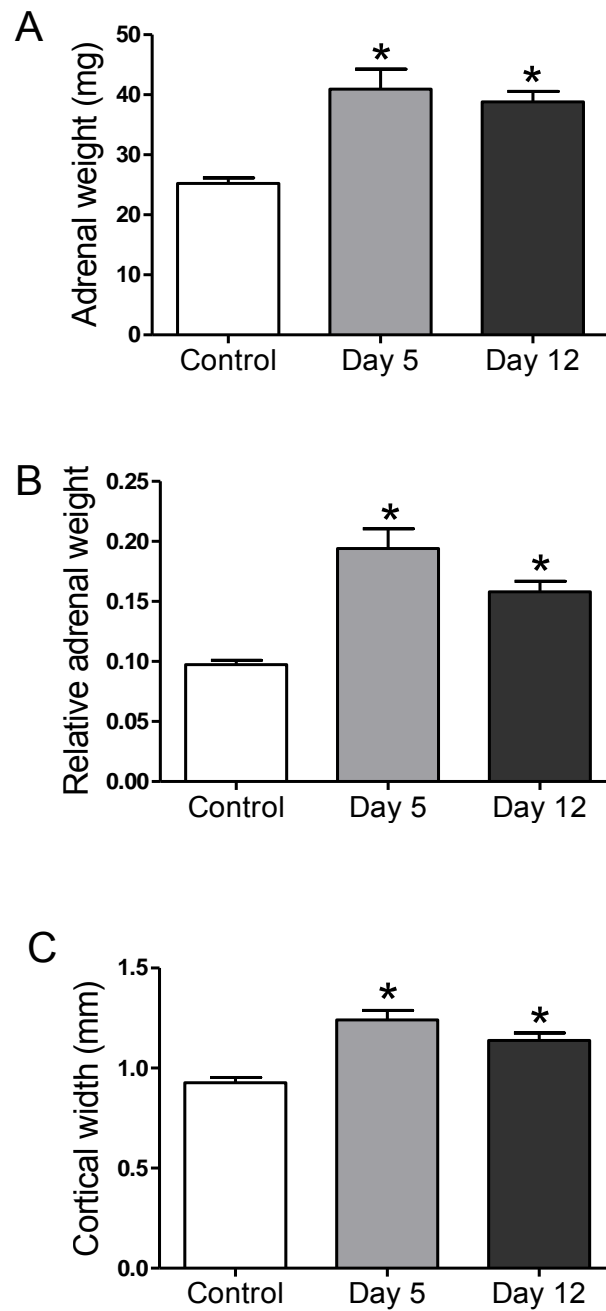 A
Adrenal weight (mg)
50
40
30
20
10
0
*
*
Control Day 5 Day 12
B
Relative adrenal weight
0.25
0.20
0.15
0.10
0.05
0.00
*
*
Control Day 5 Day 12
C
Cortical width (mm)
1.5
1.0
0.5
0.0
*
*
Control Day 5 Day 12